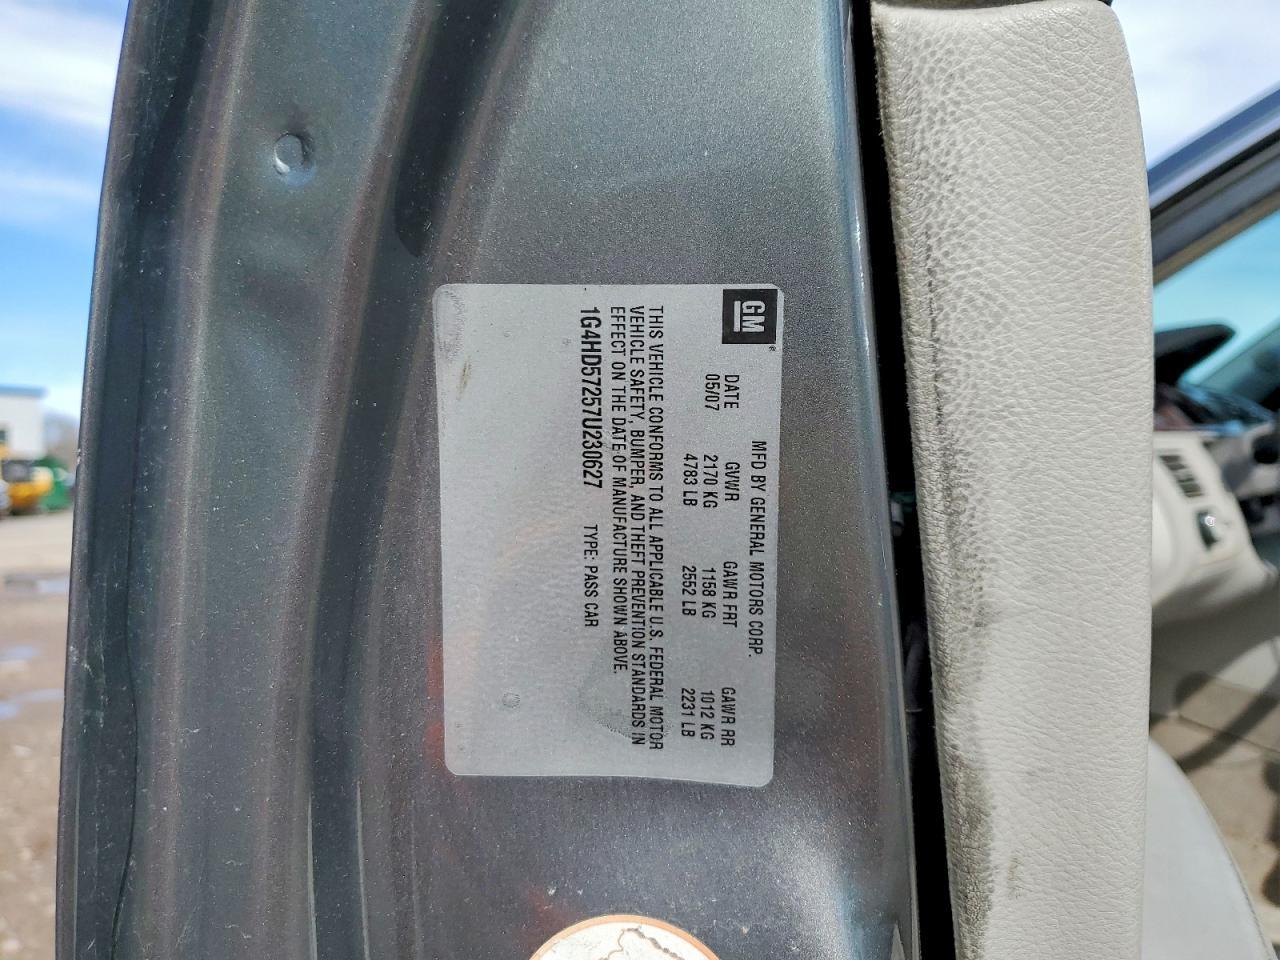 GM
MFD BY GENERAL MOTORS CORP.
DATE GVWR GAWR FRT GAWR RR
05/07 2170 KG 1158 KG 1012 KG
4783 LB 2552 LB 2231 LB
THIS VEHICLE CONFORMS TO ALL APPLICABLE U.S. FEDERAL MOTOR
VEHICLE SAFETY, BUMPER, AND THEFT PREVENTION STANDARDS IN
EFFECT ON THE DATE OF MANUFACTURE SHOWN ABOVE.
1G4HD57257U230627 TYPE: PASS CAR